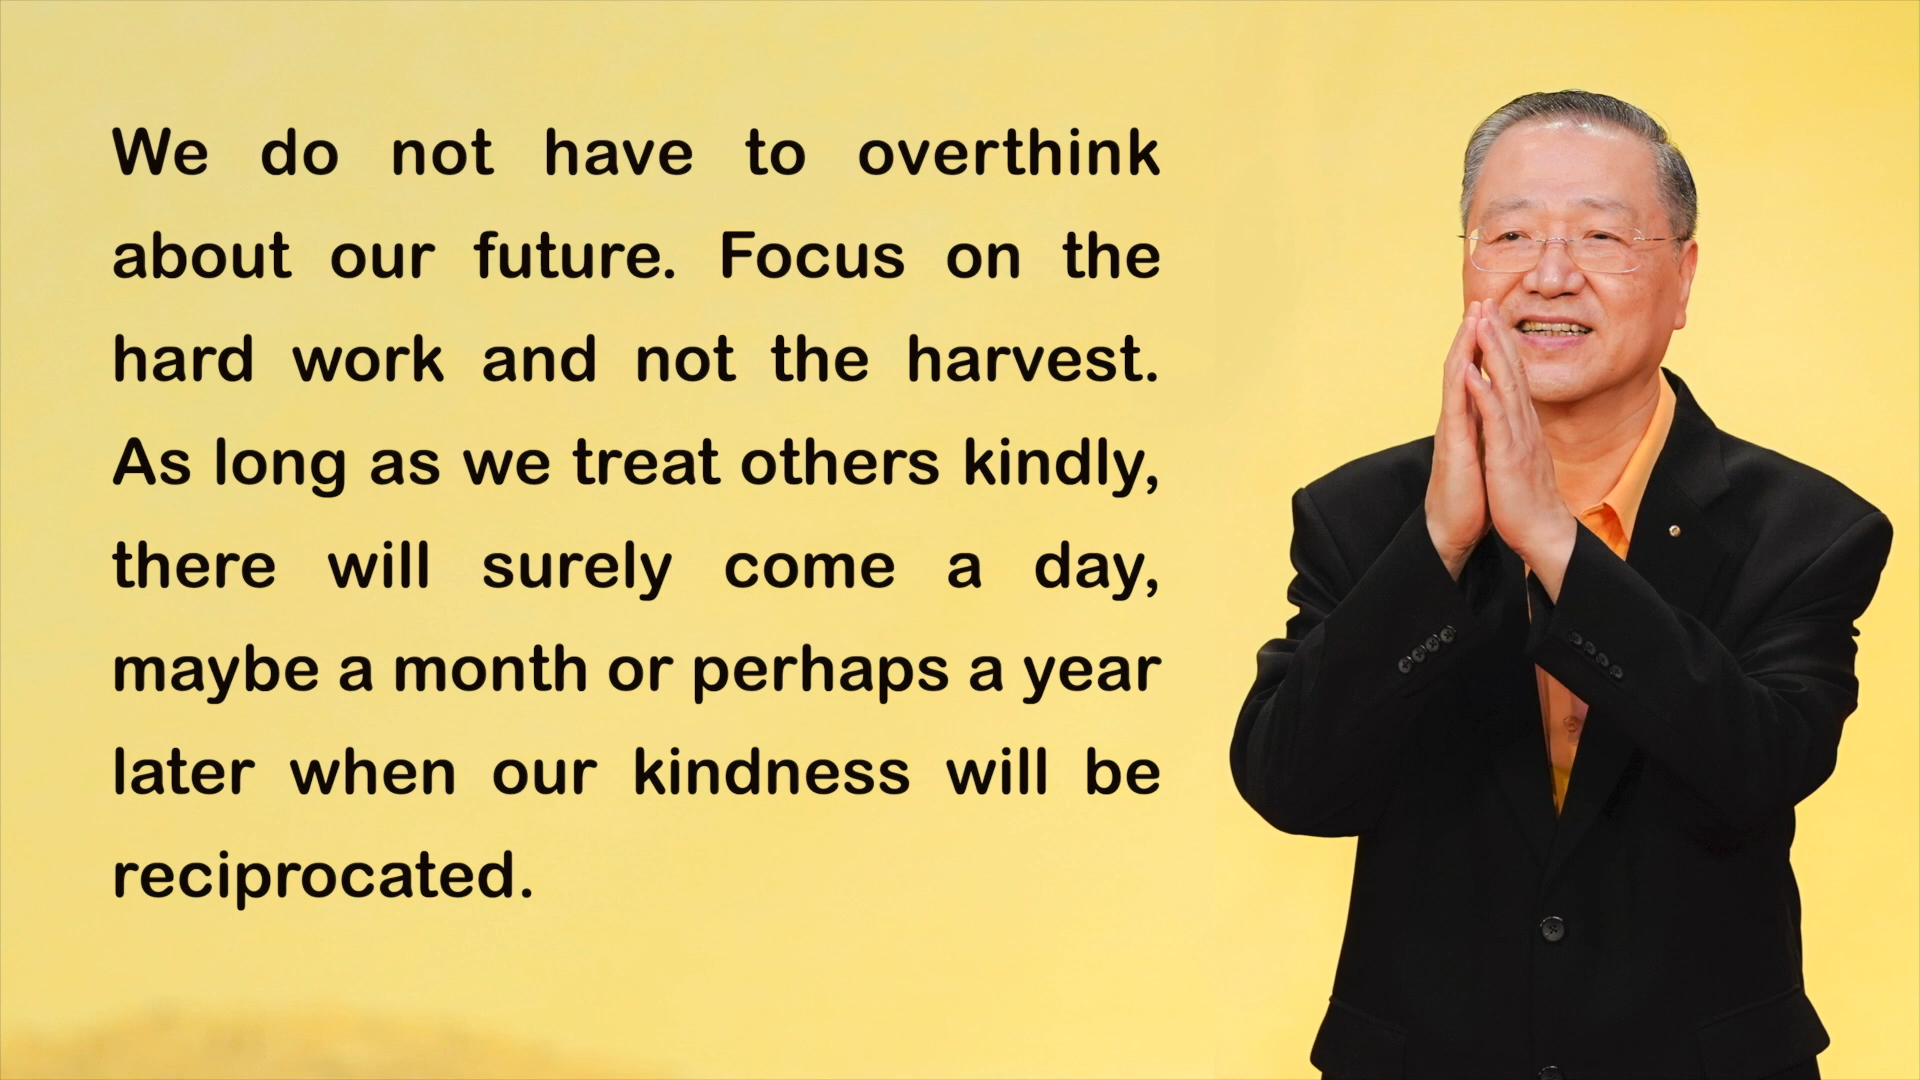 We do not have to overthink
about our future. Focus on the
hard work and not the harvest.
As long as we treat others kindly,
there will surely come a day,
maybe a month or perhaps a year
later when our kindness will be
reciprocated.